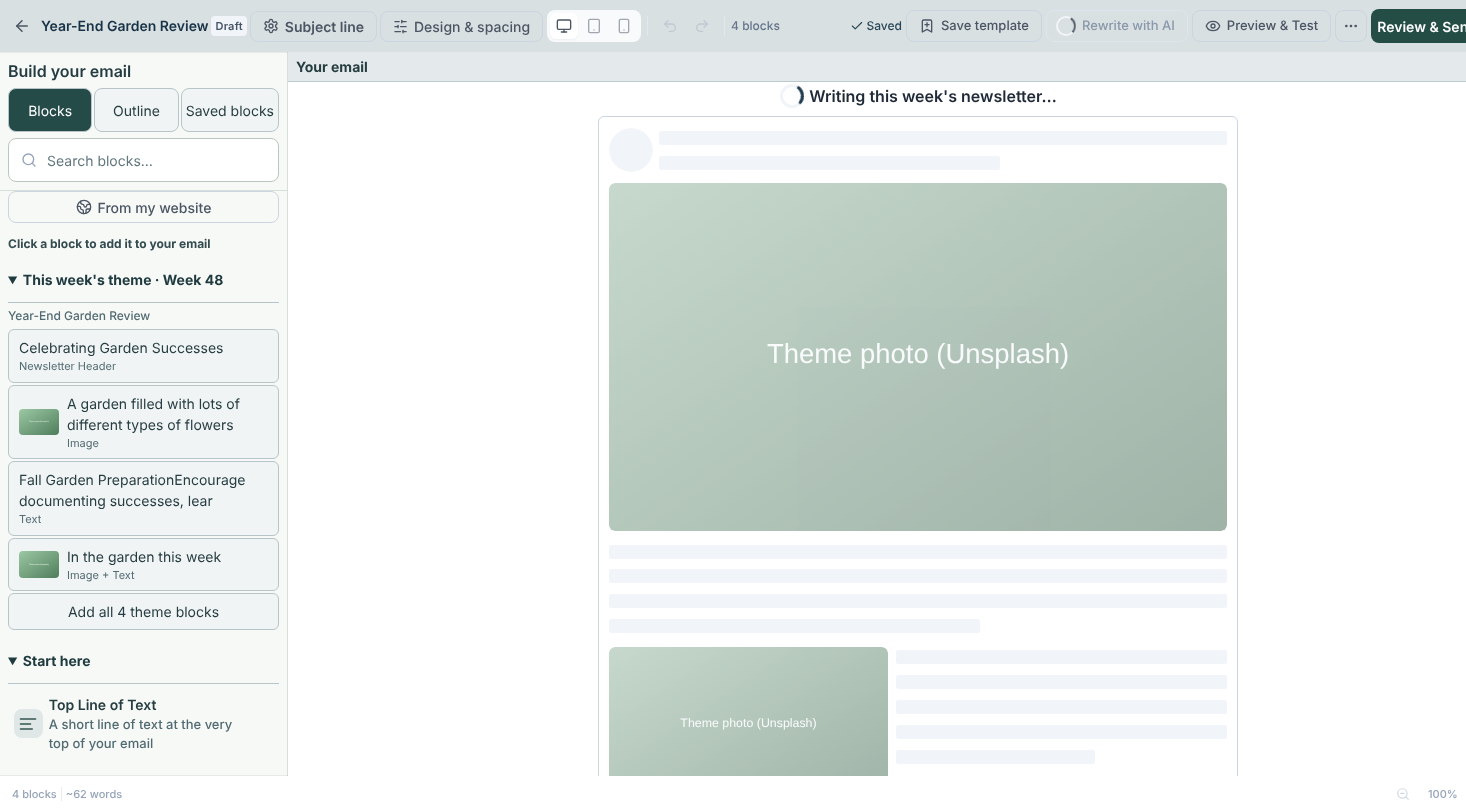 Year-End Garden Review
Draft
Subject line
Design & spacing
4 blocks
Saved
Save template
Rewrite with AI
Preview & Test
Review & Sen
Build your email
Blocks
Outline
Saved blocks
Search blocks...
From my website
Click a block to add it to your email
This week's theme · Week 48
Year-End Garden Review
Celebrating Garden Successes
Newsletter Header
A garden filled with lots of
different types of flowers
Image
Fall Garden PreparationEncourage
documenting successes, lear
Text
In the garden this week
Image + Text
Add all 4 theme blocks
Start here
Top Line of Text
A short line of text at the very
top of your email
Your email
Writing this week's newsletter...
Theme photo (Unsplash)
Theme photo (Unsplash)
4 blocks
~62 words
100%